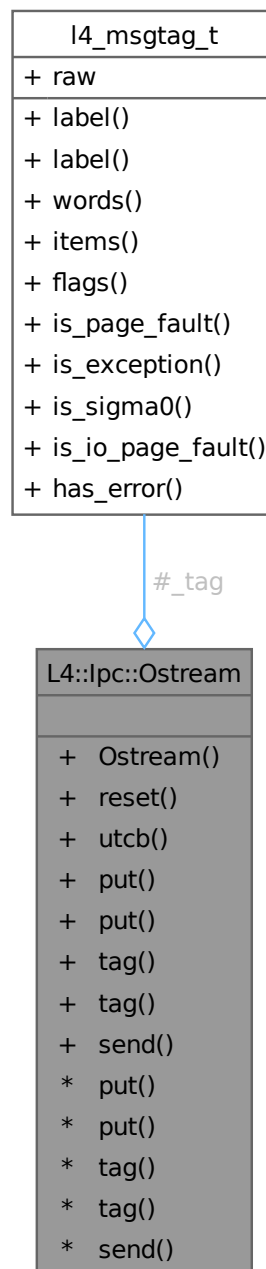 l4_msgtag_t
+ raw
+ label()
+ label()
+ words()
+ items()
+ flags()
+ is_page_fault()
+ is_exception()
+ is_sigma0()
+ is_io_page_fault()
+ has_error()
#_tag
L4::Ipc::Ostream
+ Ostream()
+ reset()
+ utcb()
+ put()
+ put()
+ tag()
+ tag()
+ send()
* put()
* put()
* tag()
* tag()
* send()